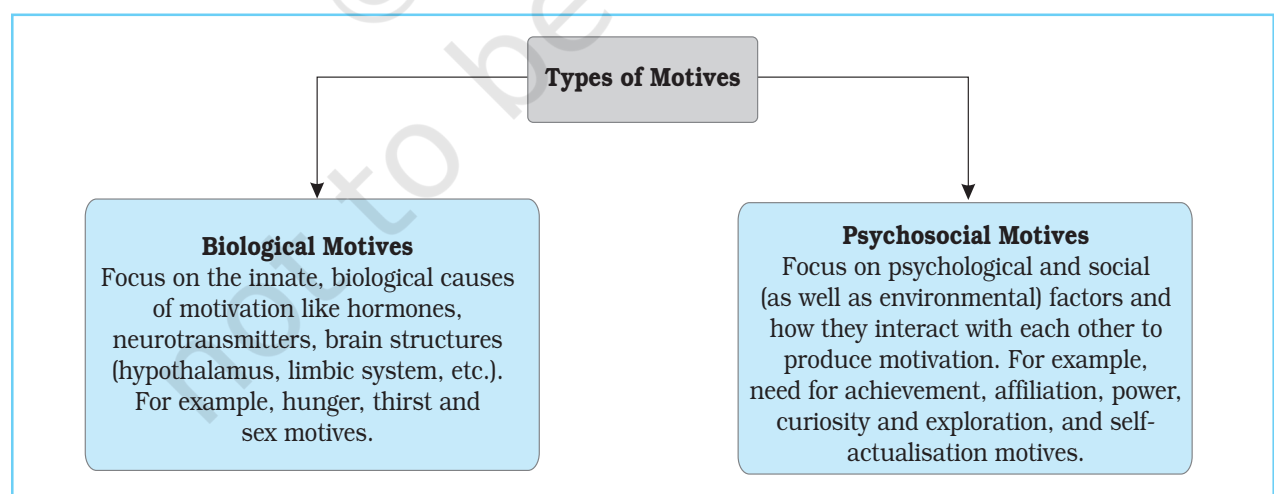 Types of Motives
Biological Motives
Focus on the innate, biological causes
of motivation like hormones,
neurotransmitters, brain structures
(hypothalamus, limbic system, etc.).
For example, hunger, thirst and
sex motives.
Psychosocial Motives
Focus on psychological and social
(as well as environmental) factors and
how they interact with each other to
produce motivation. For example,
need for achievement, affiliation, power,
curiosity and exploration, and self-
actualisation motives.
not to be